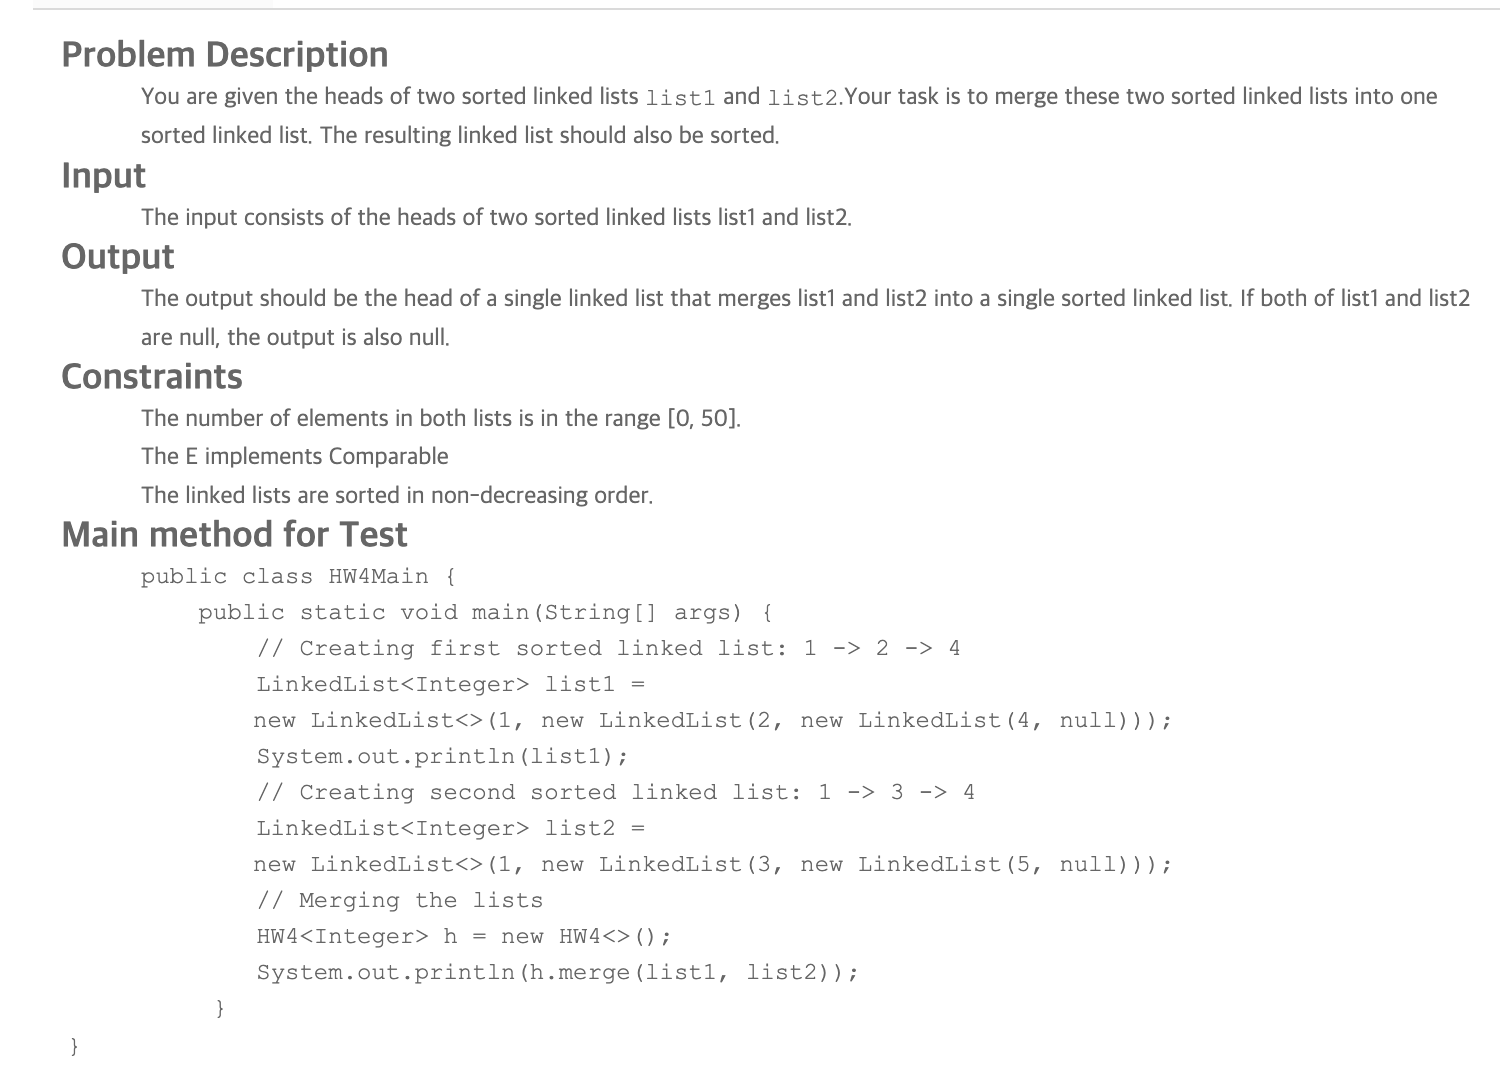 Problem Description
You are given the heads of two sorted linked lists list1 and list2.Your task is to merge these two sorted linked lists into one
sorted linked list. The resulting linked list should also be sorted.
Input
The input consists of the heads of two sorted linked lists list1 and list2.
Output
The output should be the head of a single linked list that merges list1 and list2 into a single sorted linked list. If both of list1 and list2
are null, the output is also null.
Constraints
The number of elements in both lists is in the range [0, 50].
The E implements Comparable
The linked lists are sorted in non-decreasing order.
Main method for Test
public class HW4Main {
public static void main(String[] args) {
// Creating first sorted linked list: 1 -> 2 -> 4
LinkedList<Integer> list1 =
new LinkedList<>(1, new LinkedList(2, new LinkedList(4, null)));
System.out.println(list1);
// Creating second sorted linked list: 1 -> 3 -> 4
LinkedList<Integer> list2 =
new LinkedList<>(1, new LinkedList(3, new LinkedList(5, null)));
// Merging the lists
HW4<Integer> h = new HW4<>();
System.out.println(h.merge(list1, list2));
}
}